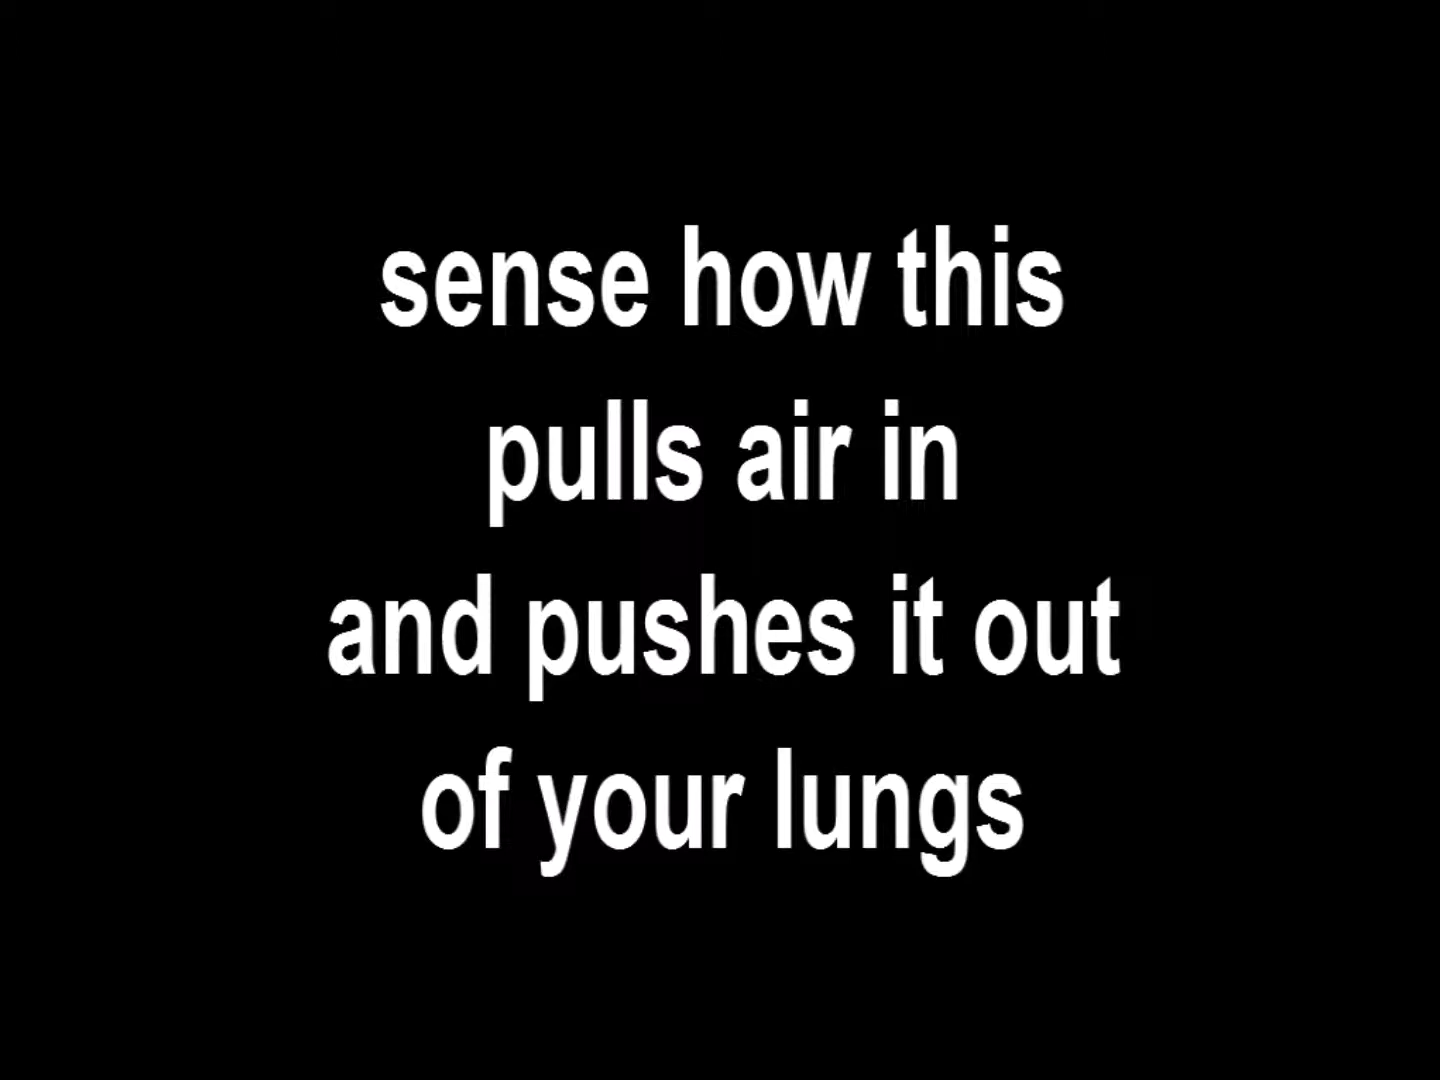 sense how this
pulls air in
and pushes it out
of your lungs